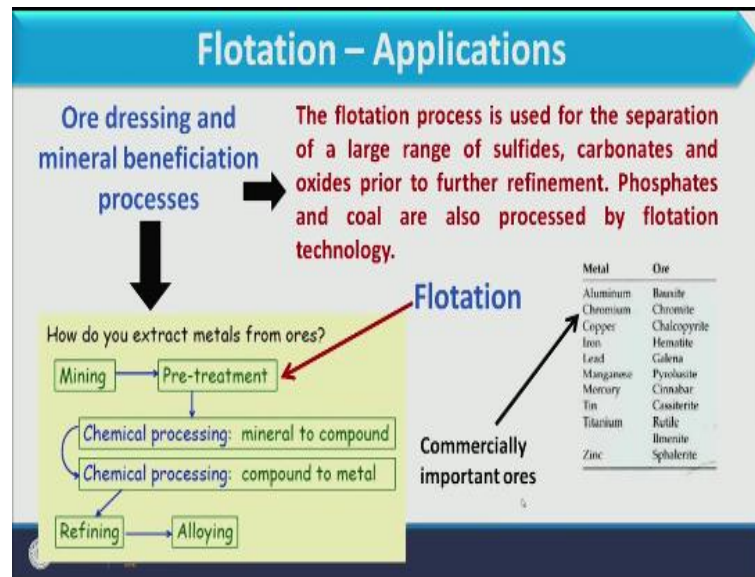 Flotation – Applications
Ore dressing and
mineral beneficiation
processes
The flotation process is used for the separation
of a large range of sulfides, carbonates and
oxides prior to further refinement. Phosphates
and coal are also processed by flotation
technology.
Flotation
How do you extract metals from ores?
Mining
Pre-treatment
Chemical processing: mineral to compound
Chemical processing: compound to metal
Refining
Alloying
Commercially
important ores
Metal Ore
Aluminum Bauxite
Chromium Chromite
Copper Chalcopyrite
Iron Hematite
Lead Galena
Manganese Pyrolusite
Mercury Cinnabar
Tin Cassiterite
Titanium Rutile
Ilmenite
Zinc Sphalerite